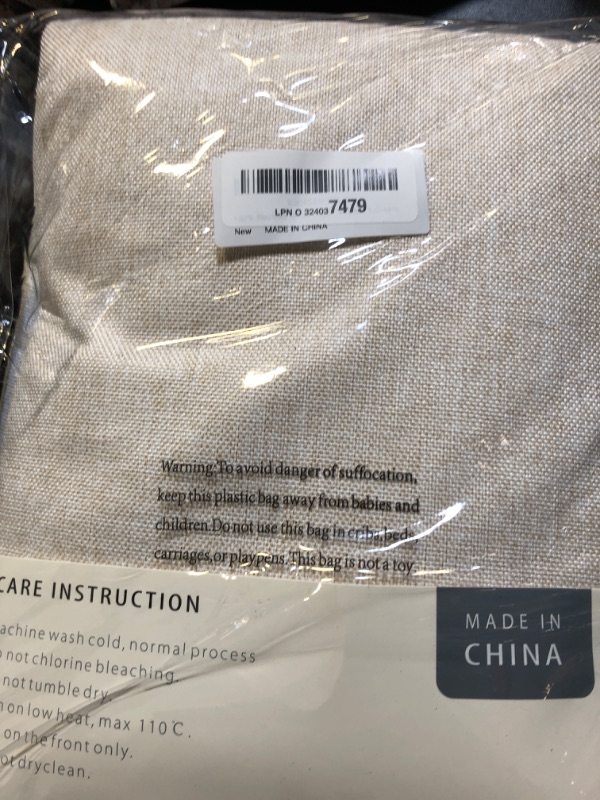 LPN O 324037479
New MADE IN CHINA
Warning:To avoid danger of suffocation,
keep this plastic bag away from babies and
children.Do not use this bag in cribs,beds
carriages,or playpens.This bag is not a toy.
CARE INSTRUCTION
achine wash cold, normal process
o not chlorine bleaching.
not tumble dry.
n on low heat, max 110℃.
on the front only.
ot dryclean.
MADE IN
CHINA